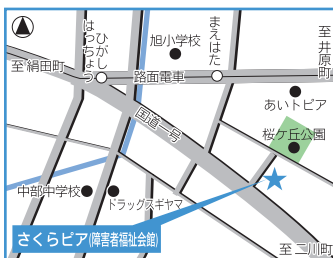 旭小学校
まえはた
ひがし
はっちょう
至絹田町
路面電車
至井原町
あいトピア
国道一号
桜ケ丘公園
中部中学校
ドラッグスギヤマ
さくらピア(障害者福祉会館)
至二川町